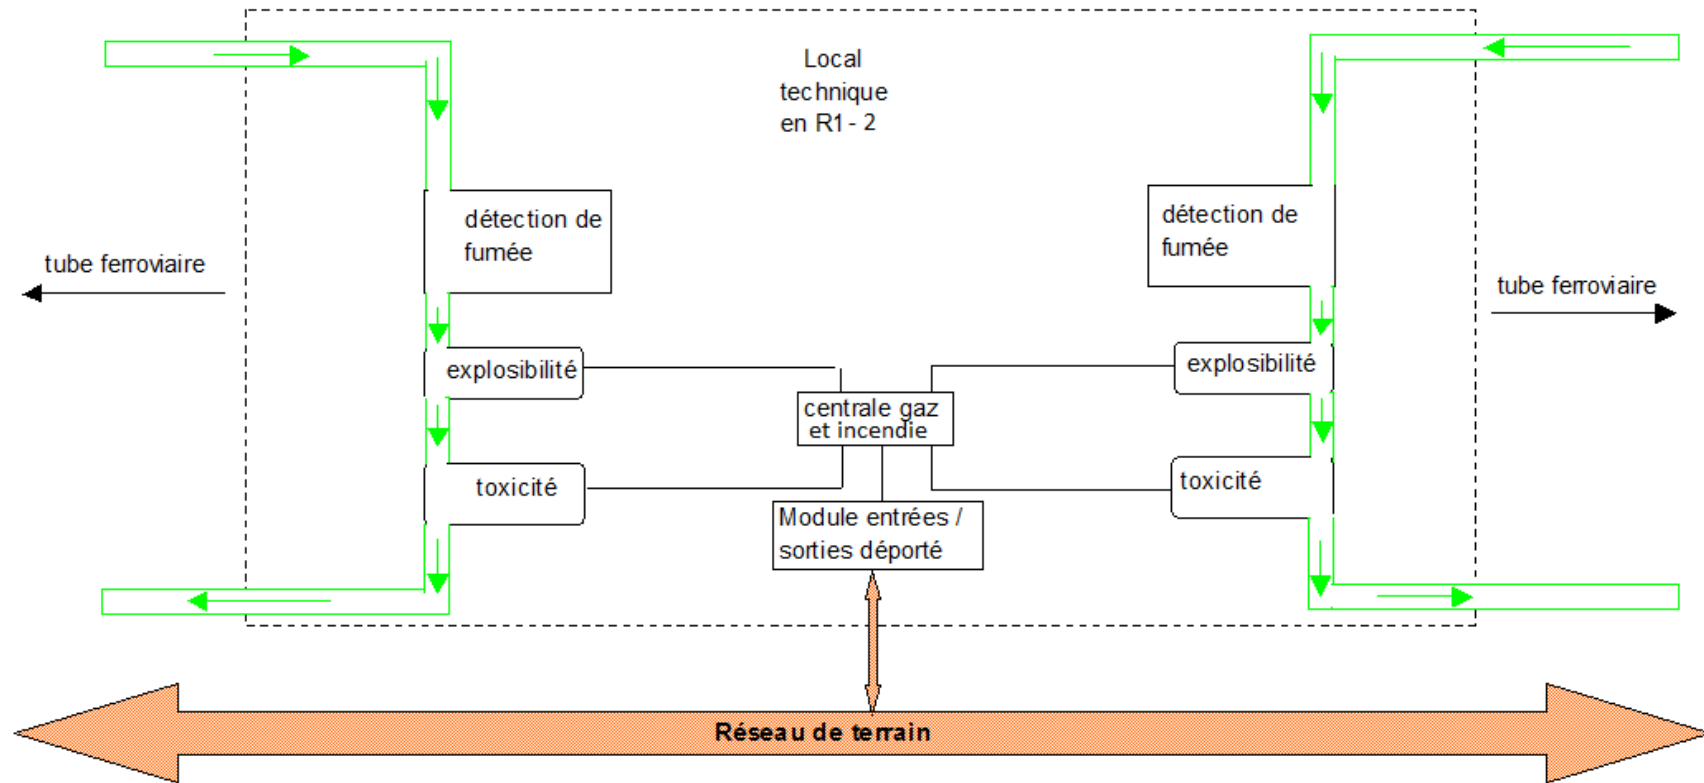 Local
technique
en R1 - 2
détection de
fumée
détection de
fumée
tube ferroviaire
tube ferroviaire
explosibilité
explosibilité
centrale gaz
et incendie
toxicité
toxicité
Module entrées /
sorties déporté
Réseau de terrain